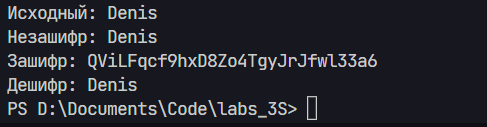 Исходный: Denis
Незашифр: Denis
Зашифр: QViLFqcf9hxD8Zo4TgyJrJfwl33a6
Дешифр: Denis
PS D:\Documents\Code\labs_3S>